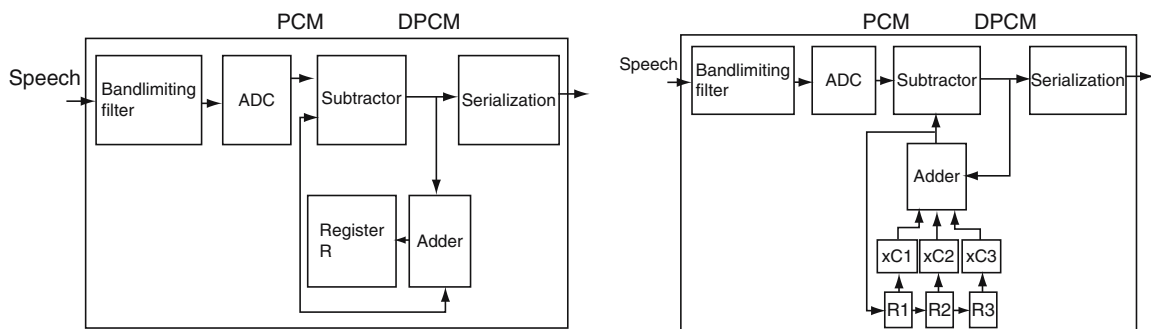 PCM
DPCM
Speech
Bandlimiting
filter
ADC
Subtractor
Serialization
Register
R
Adder
PCM
DPCM
Speech
Bandlimiting
filter
ADC
Subtractor
Serialization
Adder
xC1
xC2
xC3
R1
R2
R3